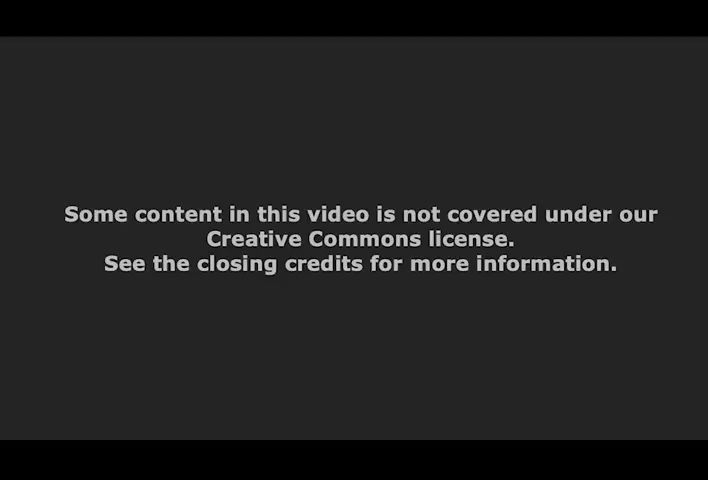 Some content in this video is not covered under our
Creative Commons license.
See the closing credits for more information.